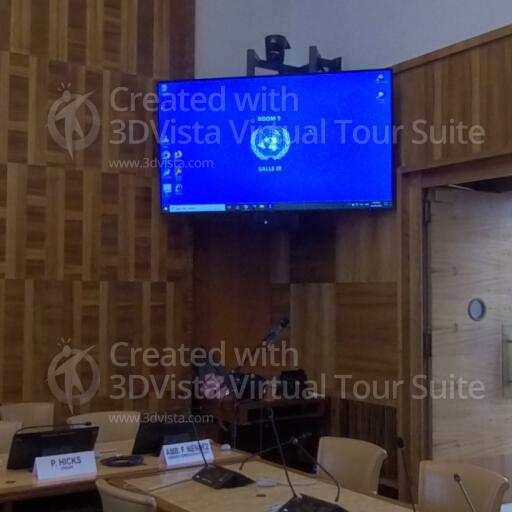 Created with
3DVista Virtual Tour Suite
www.3dvista.com
ROOM 9
SALLE IX
Created with
3DVista Virtual Tour Suite
www.3dvista.com
P. HICKS
AMB. F.